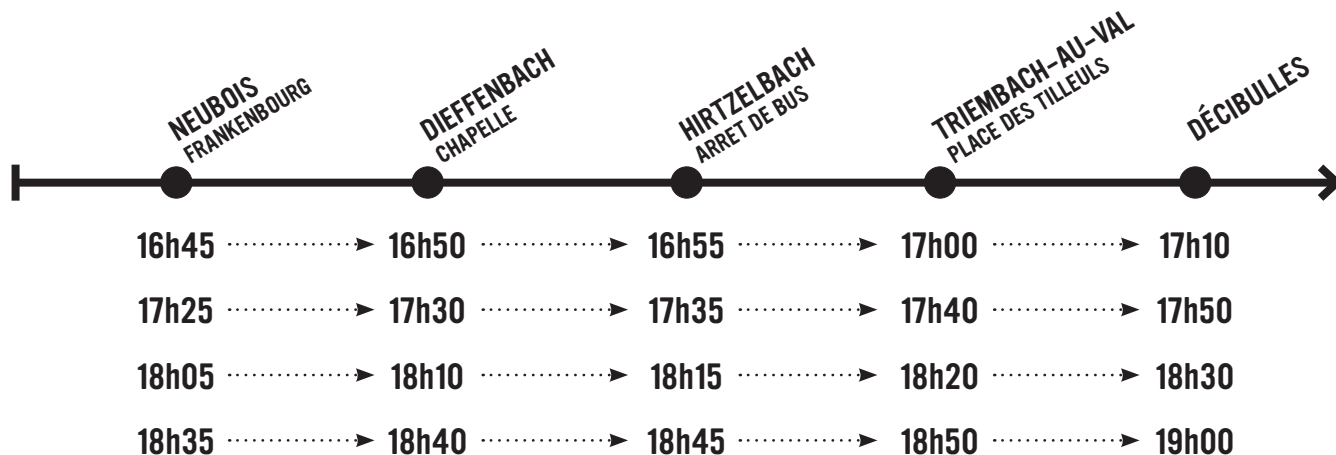 NEUBOIS
FRANKENBOURG
DIEFFENBACH
CHAPELLE
HIRTZELBACH
ARRET DE BUS
TRIEMBACH-AU-VAL
PLACE DES TILLEULS
DÉCIBULLES
16h45 16h50 16h55 17h00 17h10
17h25 17h30 17h35 17h40 17h50
18h05 18h10 18h15 18h20 18h30
18h35 18h40 18h45 18h50 19h00